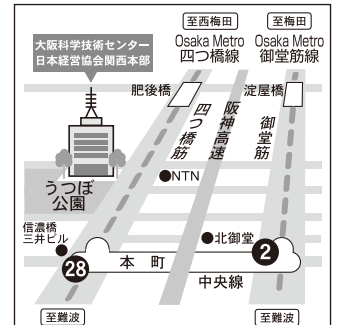 至西梅田
至梅田
大阪科学技術センター
日本経営協会関西本部
Osaka Metro
四つ橋線
Osaka Metro
御堂筋線
肥後橋
淀屋橋
四つ橋筋
阪神高速
御堂筋
NTN
うつぼ
公園
信濃橋
三井ビル
北御堂
2
28
本町
中央線
至難波
至難波